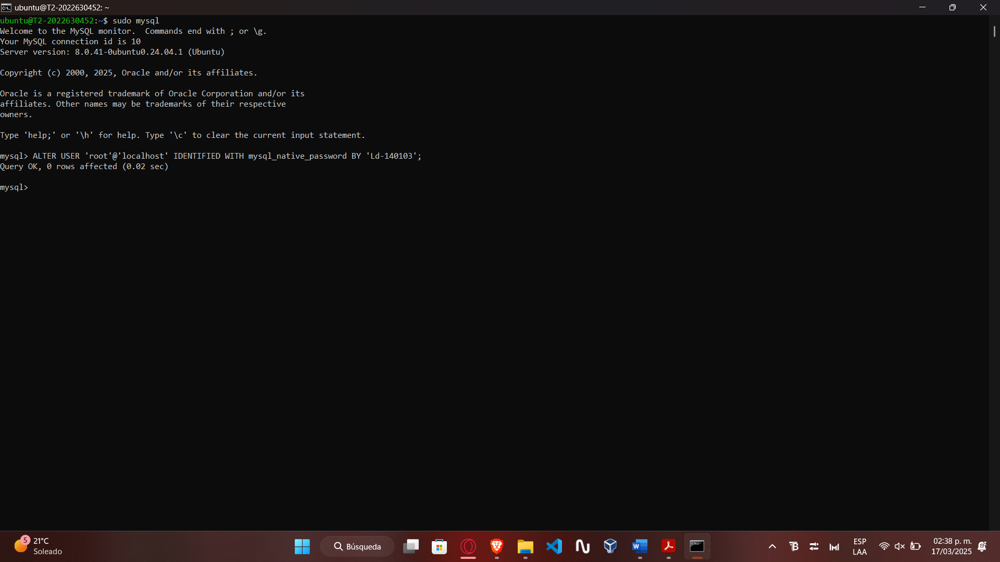 ubuntu@T2-2022630452: ~
ubuntu@T2-2022630452:~$ sudo mysql
Welcome to the MySQL monitor.  Commands end with ; or \g.
Your MySQL connection id is 10
Server version: 8.0.41-0ubuntu0.24.04.1 (Ubuntu)
Copyright (c) 2000, 2025, Oracle and/or its affiliates.
Oracle is a registered trademark of Oracle Corporation and/or its
affiliates. Other names may be trademarks of their respective
owners.
Type 'help;' or '\h' for help. Type '\c' to clear the current input statement.
mysql> ALTER USER 'root'@'localhost' IDENTIFIED WITH mysql_native_password BY 'Ld-140103';
Query OK, 0 rows affected (0.02 sec)
mysql>
5
21°C
Soleado
Búsqueda
ESP
LAA
02:38 p. m.
17/03/2025